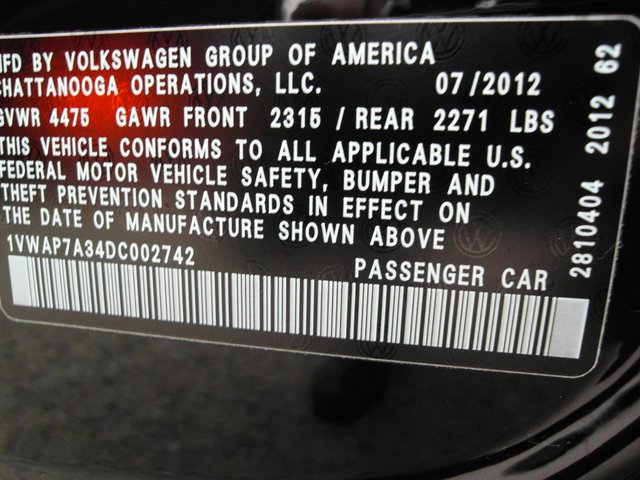 MFD BY VOLKSWAGEN GROUP OF AMERICA
CHATTANOOGA OPERATIONS, LLC. 07/2012
GVWR 4475 GAWR FRONT 2315 / REAR 2271 LBS
THIS VEHICLE CONFORMS TO ALL APPLICABLE U.S.
FEDERAL MOTOR VEHICLE SAFETY, BUMPER AND
THEFT PREVENTION STANDARDS IN EFFECT ON
THE DATE OF MANUFACTURE SHOWN ABOVE
1VWAP7A34DC002742
PASSENGER CAR
2810404 2012 62